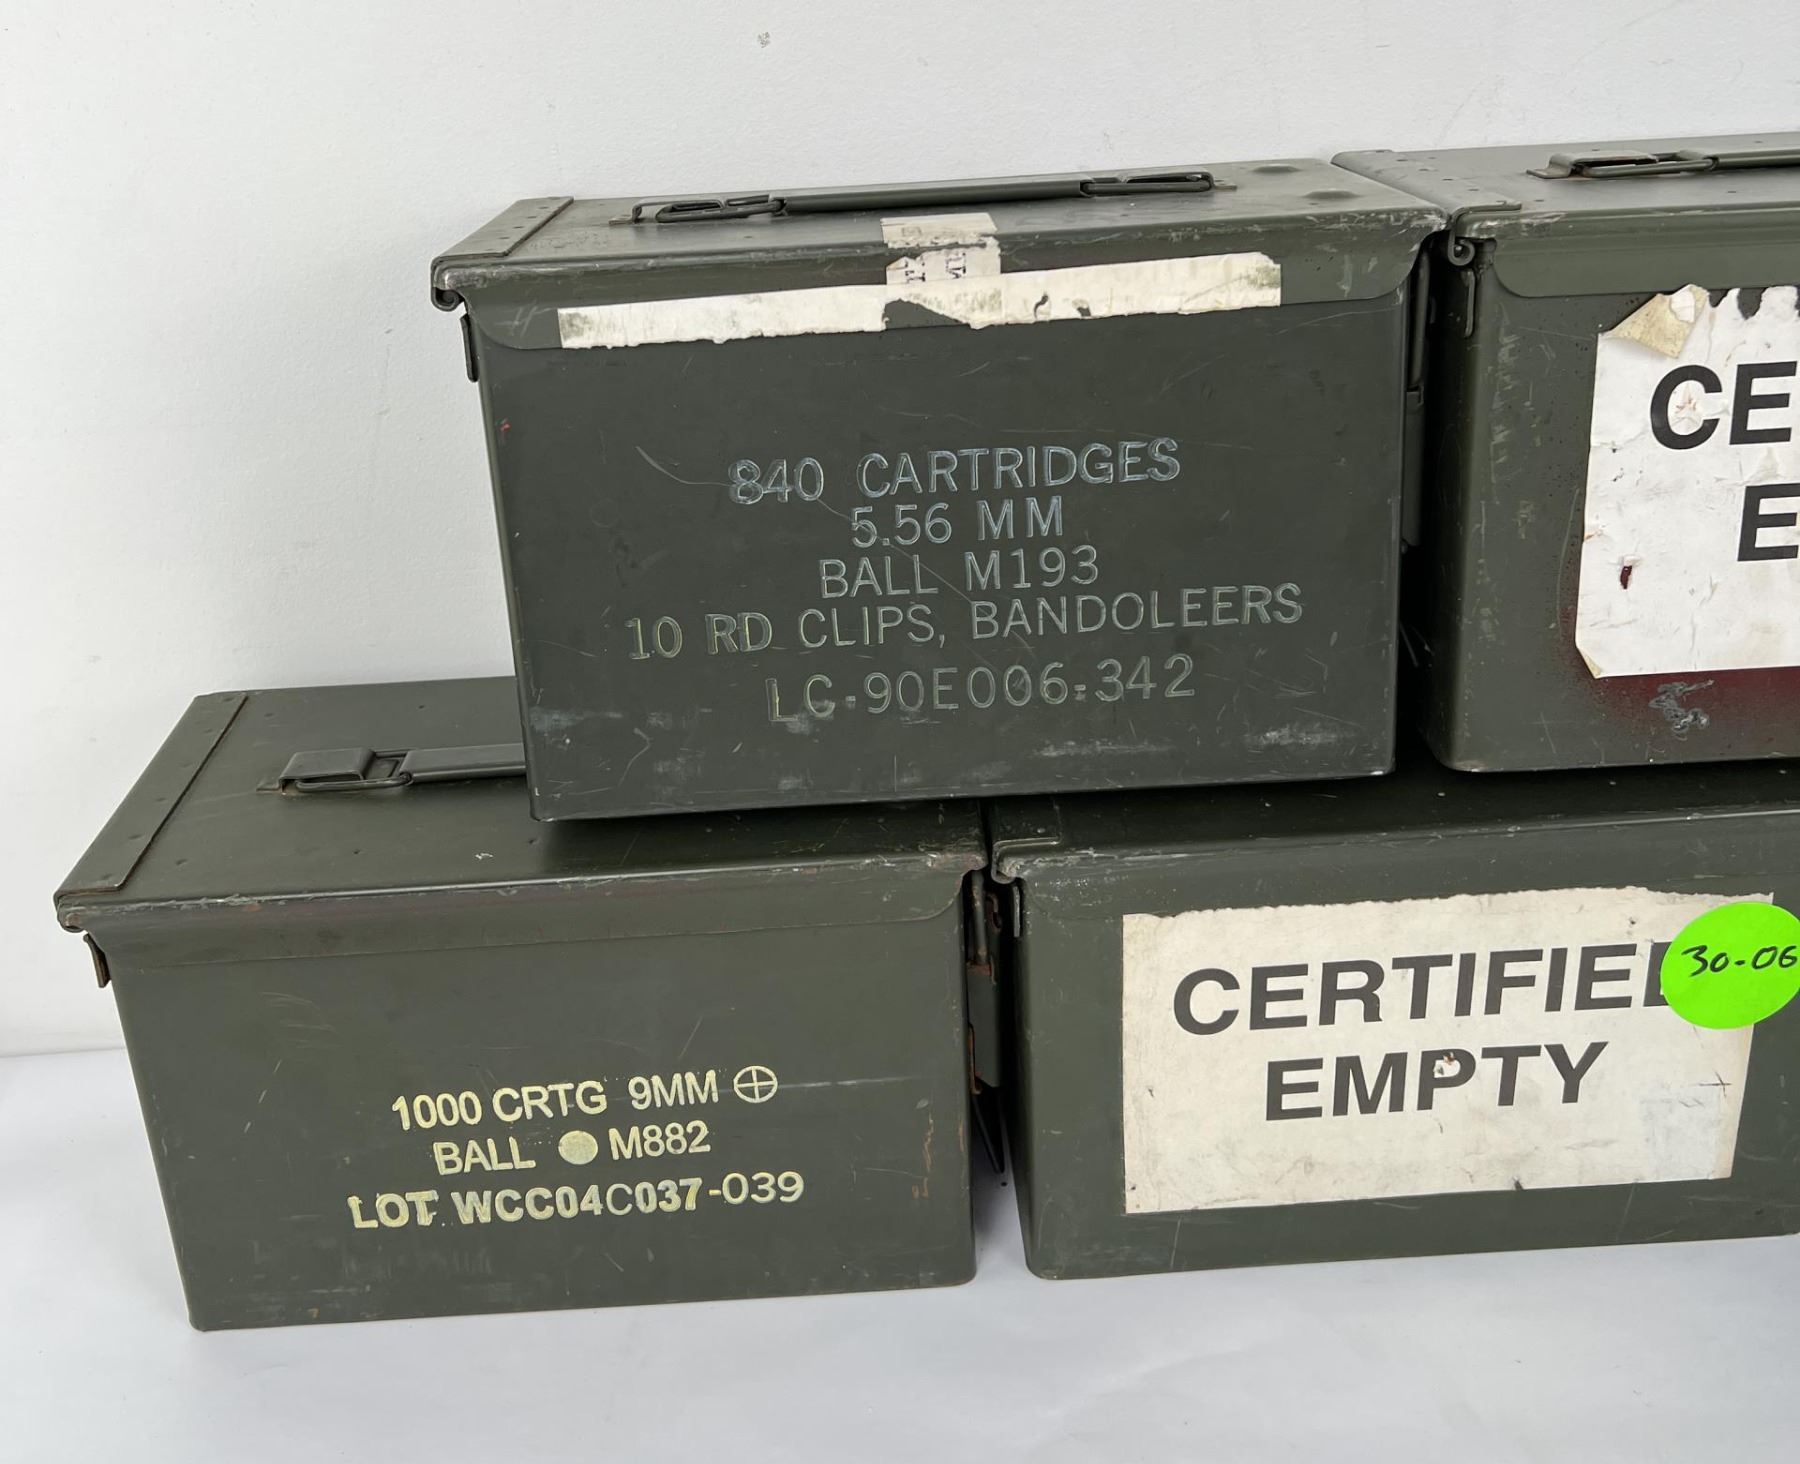 840 CARTRIDGES
5.56 MM
BALL M193
10 RD CLIPS, BANDOLEERS
LC-90E006-342
CE
E
1000 CRTG 9MM
BALL M882
LOT WCC04C037-039
CERTIFIED
EMPTY
30-06